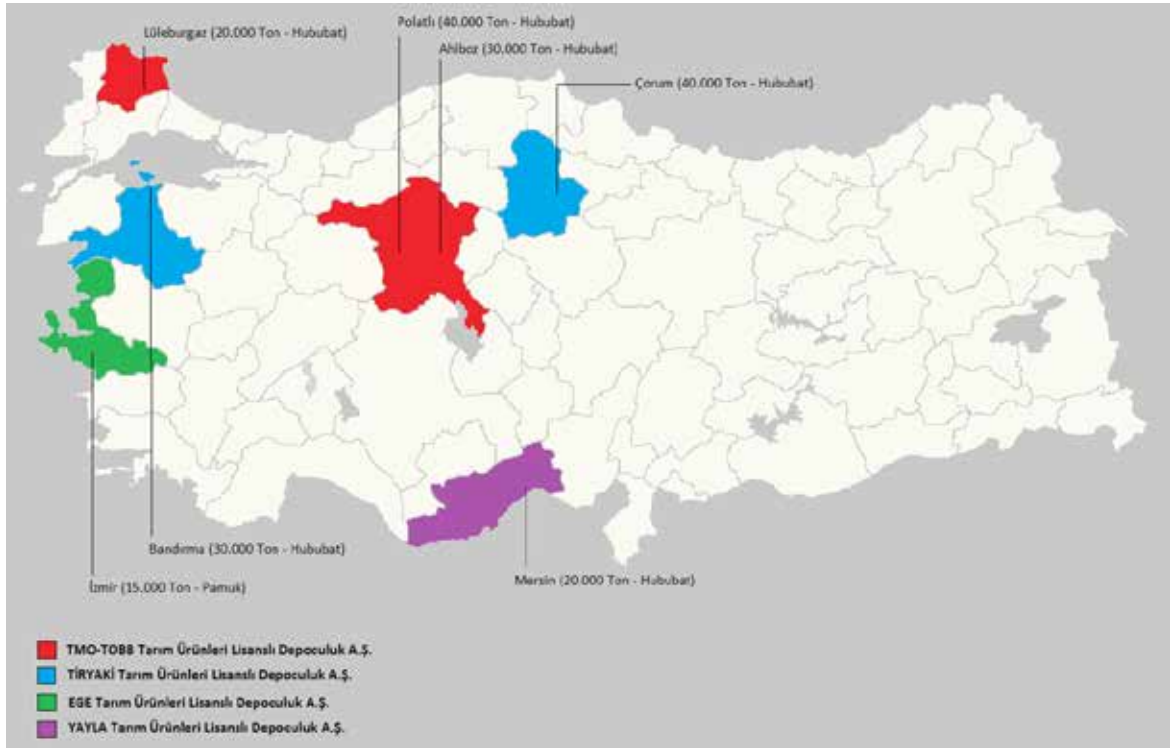 Polatlı (40.000 Ton - Hububat)
Lüleburgaz (20.000 Ton - Hububat)
Ahiboz (30.000 Ton - Hububat)
Çorum (40.000 Ton - Hububat)
Bandırma (30.000 Ton - Hububat)
Mersin (20.000 Ton - Hububat)
İzmir (15.000 Ton - Pamuk)
TMO-TOBB Tarım Ürünleri Lisanslı Depoculuk A.Ş.
TİRYAKİ Tarım Ürünleri Lisanslı Depoculuk A.Ş.
EGE Tarım Ürünleri Lisanslı Depoculuk A.Ş.
YAYLA Tarım Ürünleri Lisanslı Depoculuk A.Ş.